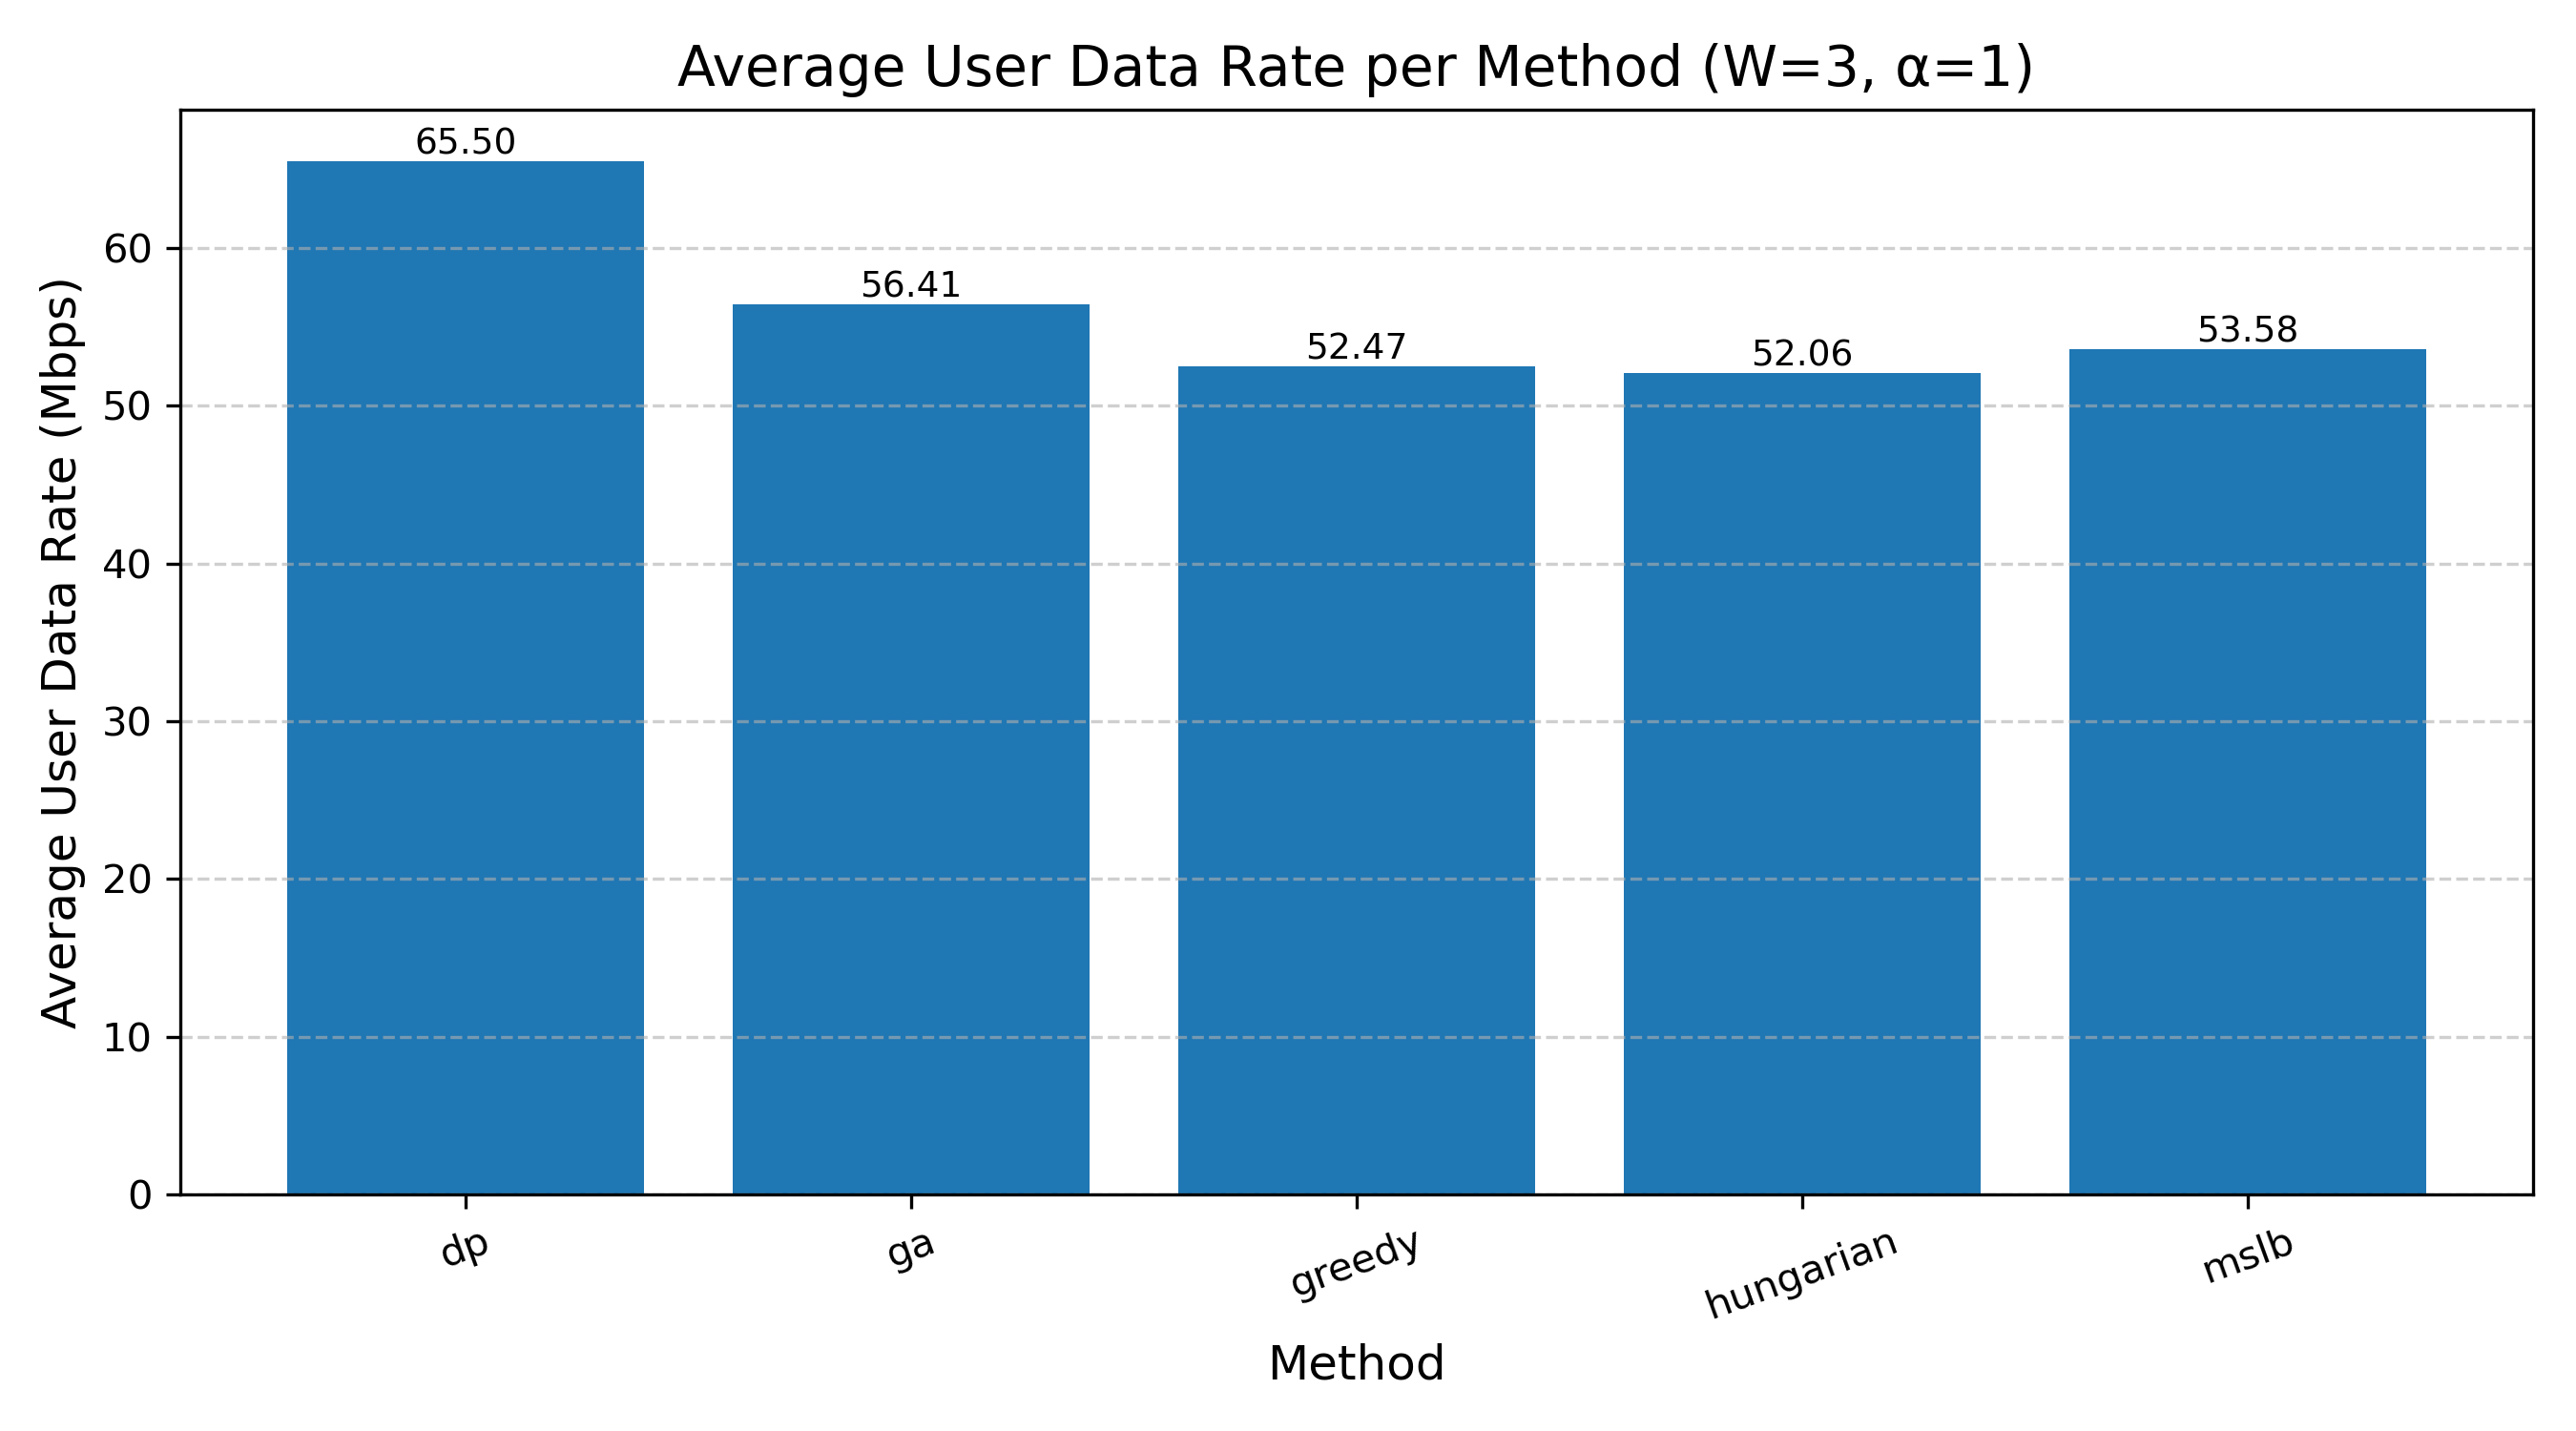 Average User Data Rate per Method (W=3, α=1)
Average User Data Rate (Mbps)
60
50
40
30
20
10
0
65.50
56.41
52.47
52.06
53.58
dp
ga
greedy
hungarian
mslb
Method